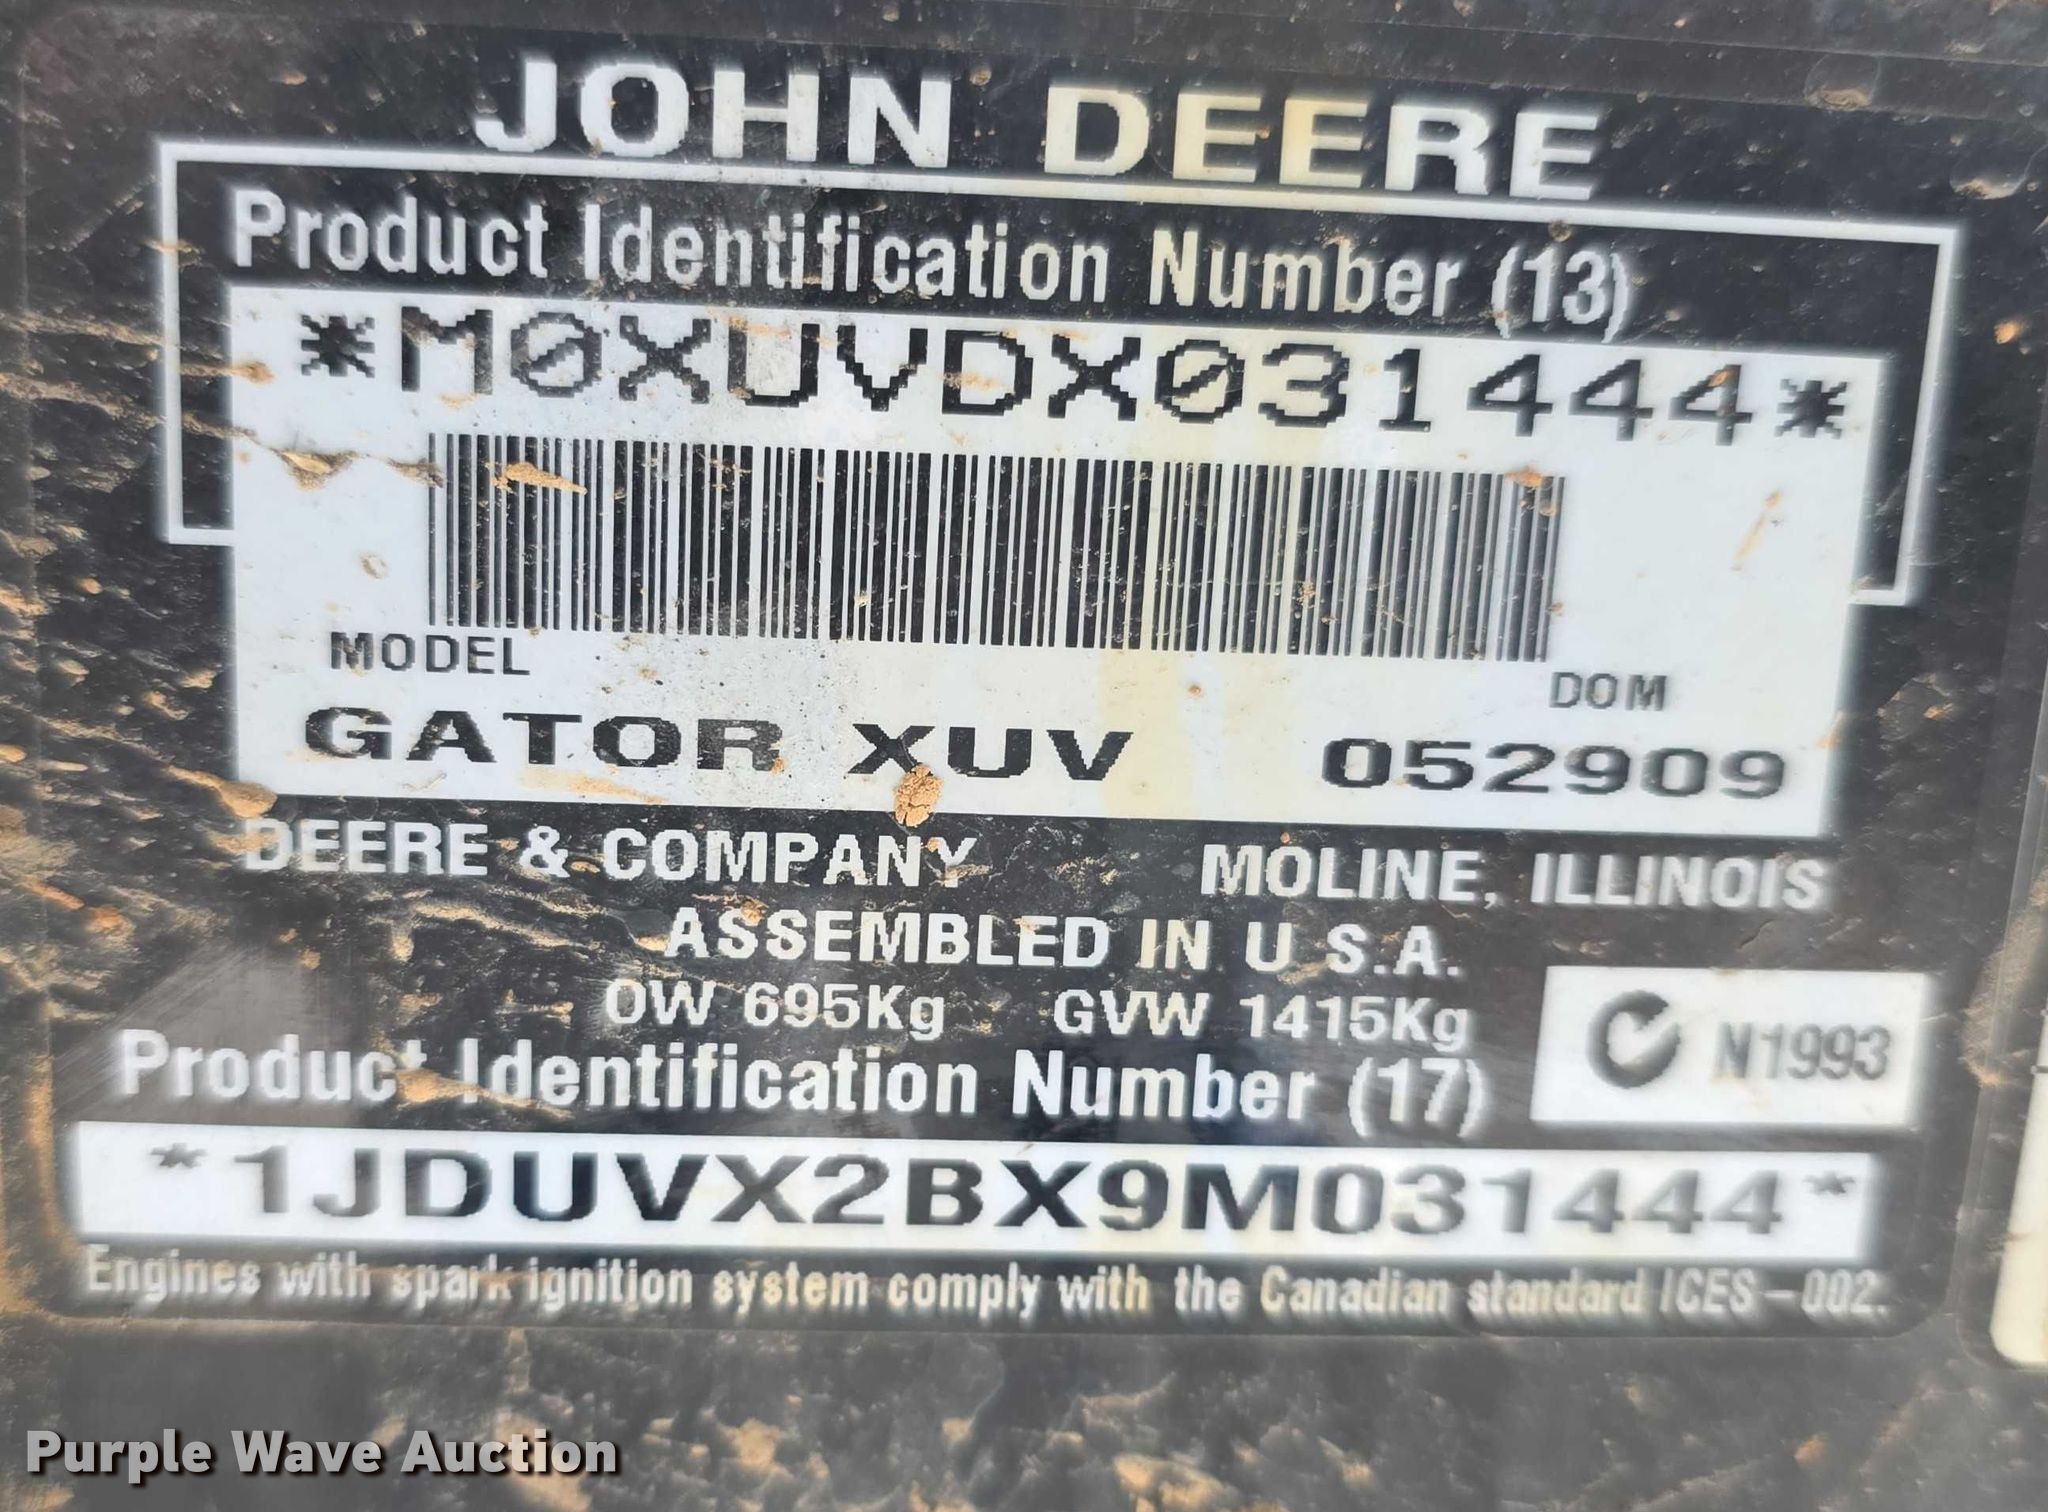 JOHN DEERE
Product Identification Number (13)
*M0XUVDX031444*
MODEL
DOM
GATOR XUV 052909
DEERE & COMPANY MOLINE, ILLINOIS
ASSEMBLED IN U S.A.
OW 695Kg GVW 1415Kg
N1993
Product Identification Number (17)
*1JDUVX2BX9M031444*
Engines with spark ignition system comply with the Canadian standard ICES-002.
Purple Wave Auction